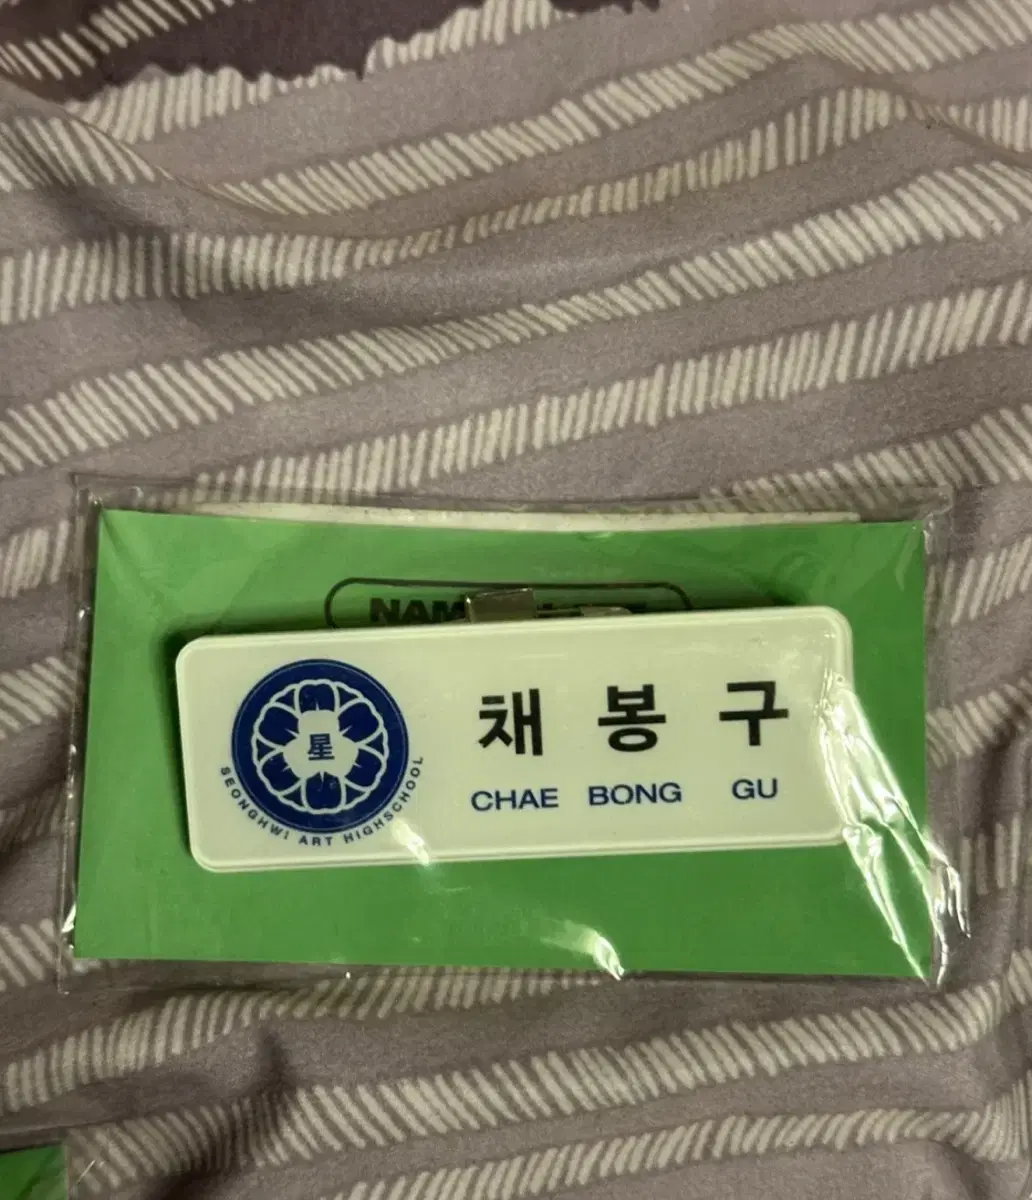 星
SEONGHWI ART HIGHSCHOOL
채 봉 구
CHAE BONG GU